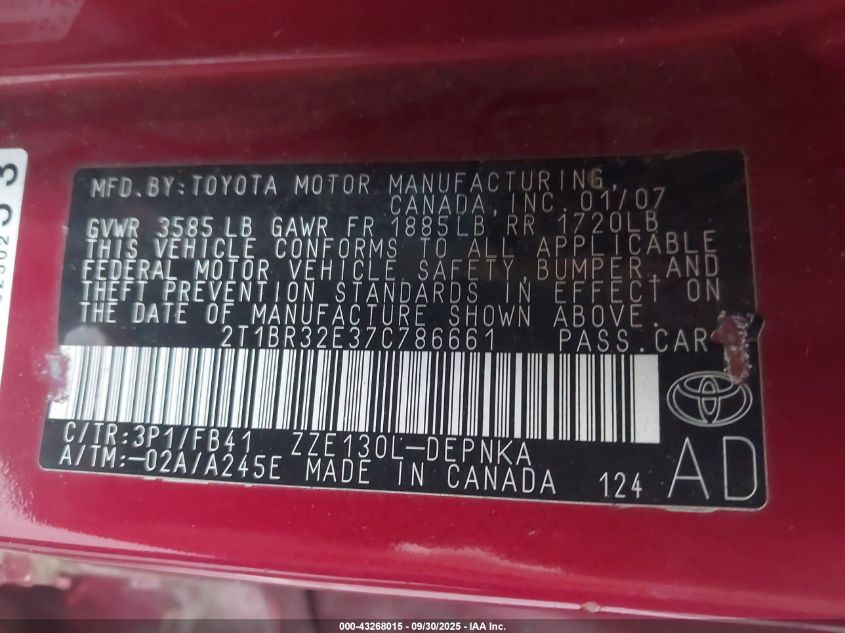 MFD.BY:TOYOTA MOTOR MANUFACTURING,
CANADA, INC. 01/07
GVWR 3585LB GAWR FR 1885LB RR 1720LB
THIS VEHICLE CONFORMS TO ALL APPLICABLE
FEDERAL MOTOR VEHICLE SAFETY, BUMPER, AND
THEFT PREVENTION STANDARDS IN EFFECT ON
THE DATE OF MANUFACTURE SHOWN ABOVE.
2T1BR32E37C786661 PASS.CAR
C/TR:3P1/FB41 ZZE130L-DEPNKA
A/TM:-02A/A245E MADE IN CANADA 124 AD
000-43268015 - 09/30/2025 - IAA Inc.